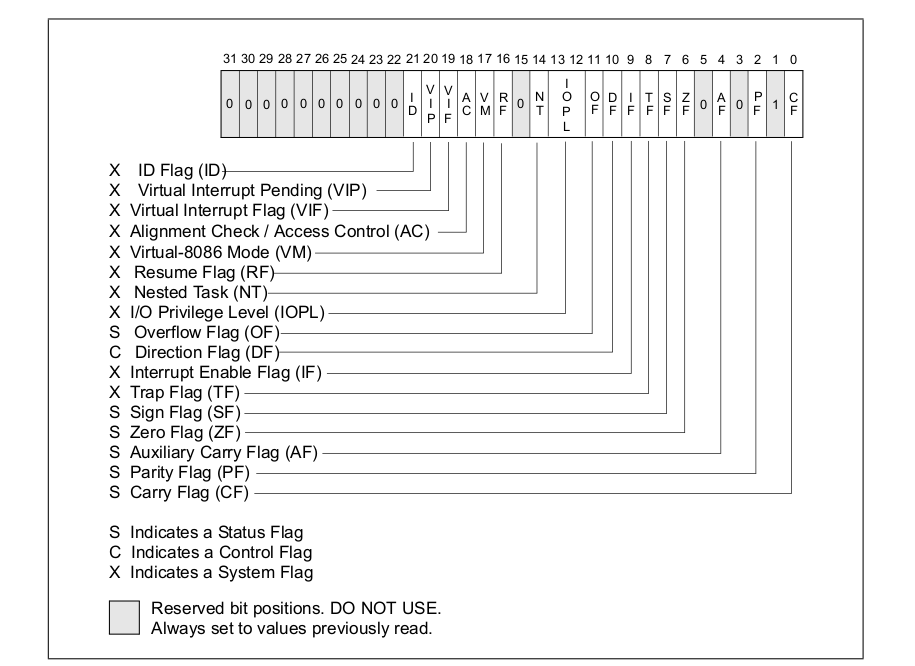 31 30 29 28 27 26 25 24 23 22 21 20 19 18 17 16 15 14 13 12 11 10 9 8 7 6 5 4 3 2 1 0
0 0 0 0 0 0 0 0 0 0 ID VIP VIF AC VM RF 0 NT IOPL OF DF IF TF SF ZF 0 AF 0 PF 1 CF
X ID Flag (ID)
X Virtual Interrupt Pending (VIP)
X Virtual Interrupt Flag (VIF)
X Alignment Check / Access Control (AC)
X Virtual-8086 Mode (VM)
X Resume Flag (RF)
X Nested Task (NT)
X I/O Privilege Level (IOPL)
S Overflow Flag (OF)
C Direction Flag (DF)
X Interrupt Enable Flag (IF)
X Trap Flag (TF)
S Sign Flag (SF)
S Zero Flag (ZF)
S Auxiliary Carry Flag (AF)
S Parity Flag (PF)
S Carry Flag (CF)
S Indicates a Status Flag
C Indicates a Control Flag
X Indicates a System Flag
Reserved bit positions. DO NOT USE.
Always set to values previously read.